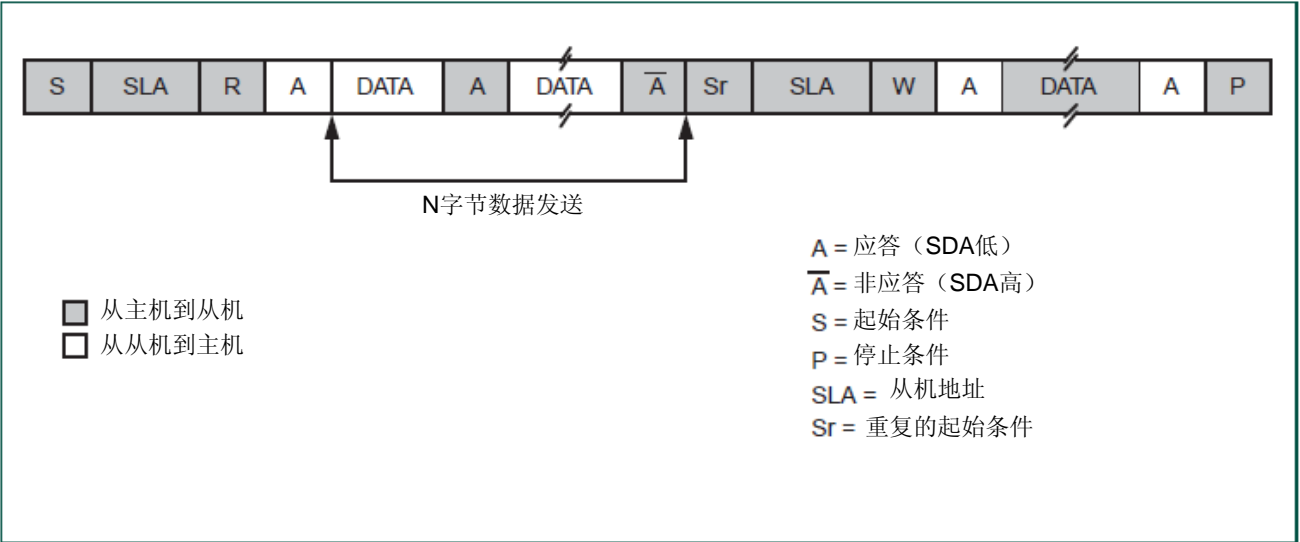 S SLA R A DATA A DATA A̅ Sr SLA W A DATA A P
N字节数据发送
A = 应答（SDA低）
A̅ = 非应答（SDA高）
S = 起始条件
P = 停止条件
SLA = 从机地址
Sr = 重复的起始条件
从主机到从机
从从机到主机